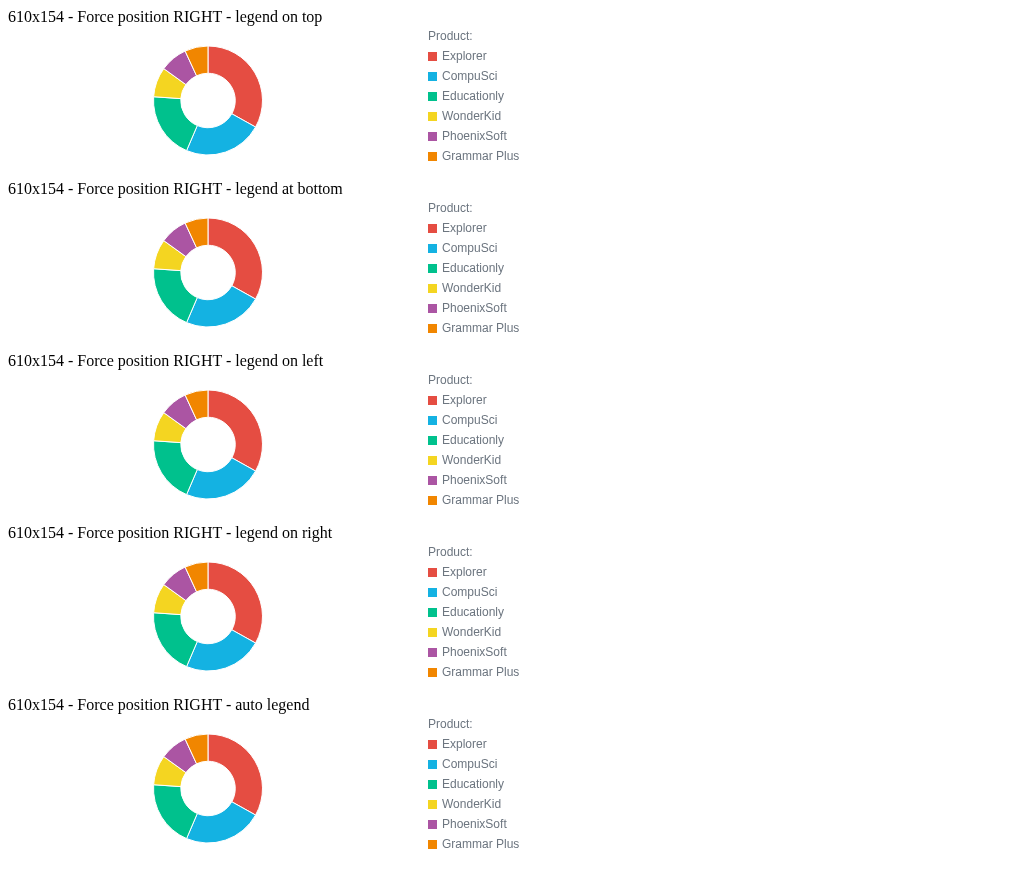 610x154 - Force position RIGHT - legend on top
Product:
Explorer
CompuSci
Educationly
WonderKid
PhoenixSoft
Grammar Plus
610x154 - Force position RIGHT - legend at bottom
Product:
Explorer
CompuSci
Educationly
WonderKid
PhoenixSoft
Grammar Plus
610x154 - Force position RIGHT - legend on left
Product:
Explorer
CompuSci
Educationly
WonderKid
PhoenixSoft
Grammar Plus
610x154 - Force position RIGHT - legend on right
Product:
Explorer
CompuSci
Educationly
WonderKid
PhoenixSoft
Grammar Plus
610x154 - Force position RIGHT - auto legend
Product:
Explorer
CompuSci
Educationly
WonderKid
PhoenixSoft
Grammar Plus